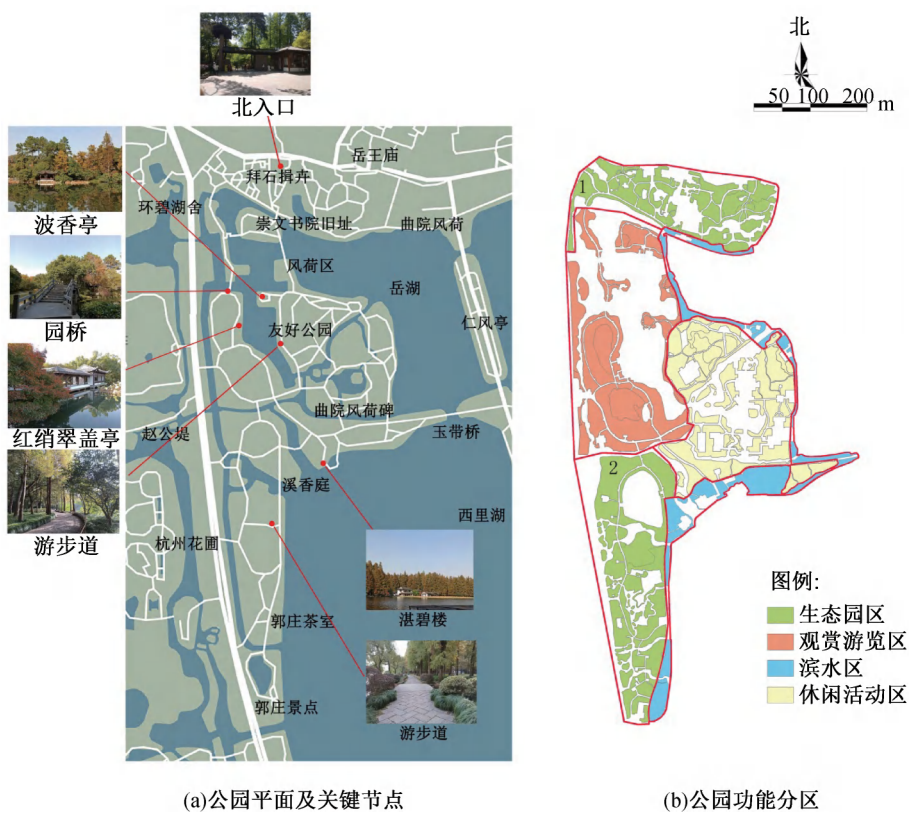 北
50 100 200 m
北入口
岳王庙
拜石揖卉
环碧湖舍
崇文书院旧址
曲院风荷
波香亭
风荷区
岳湖
园桥
友好公园
仁风亭
红绡翠盖亭
曲院风荷碑
赵公堤
玉带桥
溪香庭
西里湖
游步道
杭州花圃
湛碧楼
郭庄茶室
郭庄景点
游步道
1
2
图例:
生态园区
观赏游览区
滨水区
休闲活动区
(a)公园平面及关键节点
(b)公园功能分区